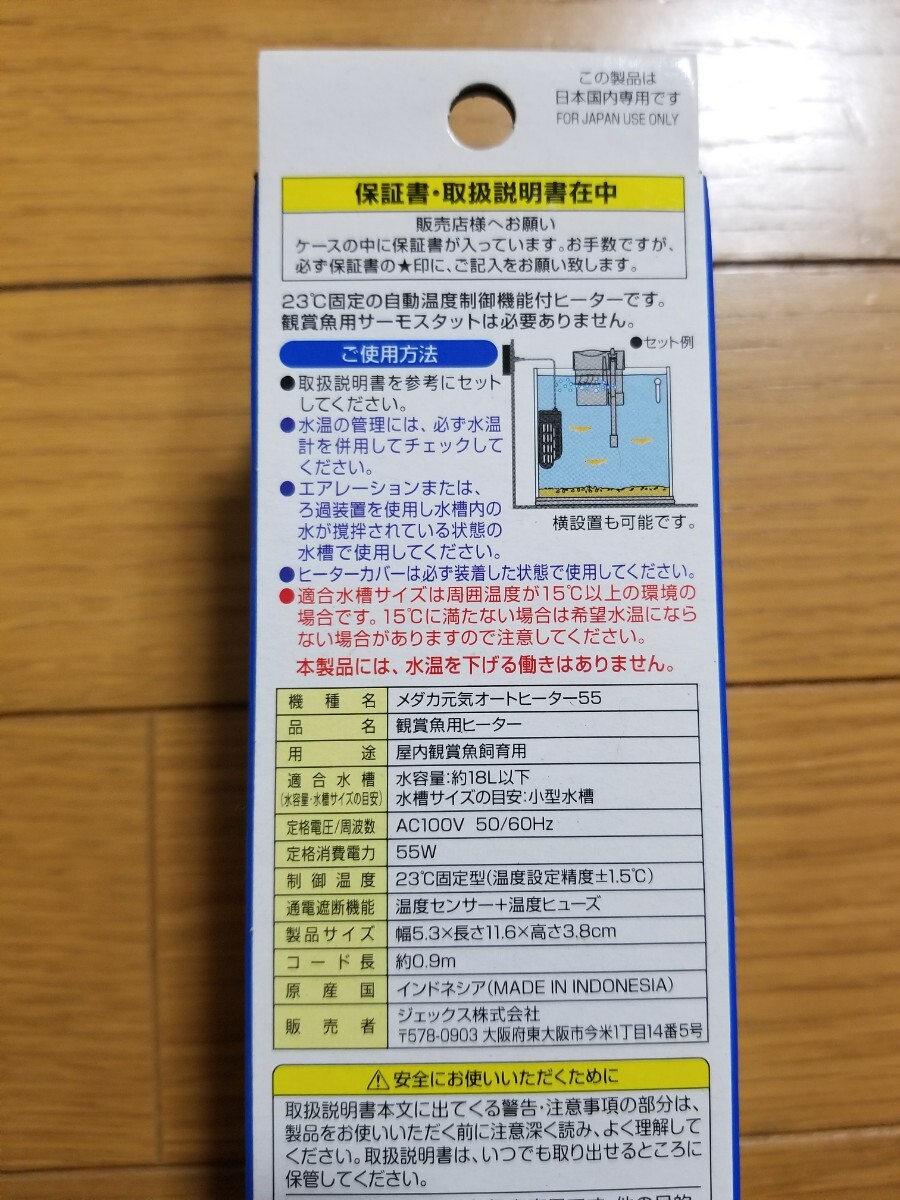 この製品は
日本国内専用です
FOR JAPAN USE ONLY
保証書・取扱説明書在中
販売店様へお願い
ケースの中に保証書が入っています。お手数ですが、
必ず保証書の★印に、ご記入をお願い致します。
23℃固定の自動温度制御機能付ヒーターです。
観賞魚用サーモスタットは必要ありません。
ご使用方法
●セット例
●取扱説明書を参考にセット
してください。
●水温の管理には、必ず水温
計を併用してチェックして
ください。
●エアレーションまたは、
ろ過装置を使用し水槽内の
水が撹拌されている状態の
水槽で使用してください。
横設置も可能です。
●ヒーターカバーは必ず装着した状態で使用してください。
●適合水槽サイズは周囲温度が15℃以上の環境の
場合です。15℃に満たない場合は希望水温になら
ない場合がありますので注意してください。
本製品には、水温を下げる働きはありません。
機種名 メダカ元気オートヒーター55
品名 観賞魚用ヒーター
用途 屋内観賞魚飼育用
適合水槽 水容量:約18L以下
(水容量・水槽サイズの目安) 水槽サイズの目安:小型水槽
定格電圧/周波数 AC100V 50/60Hz
定格消費電力 55W
制御温度 23℃固定型(温度設定精度±1.5℃)
通電遮断機能 温度センサー+温度ヒューズ
製品サイズ 幅5.3×長さ11.6×高さ3.8cm
コード長 約0.9m
原産国 インドネシア(MADE IN INDONESIA)
販売者 ジェックス株式会社
〒578-0903 大阪府東大阪市今米1丁目14番5号
⚠安全にお使いいただくために
取扱説明書本文に出てくる警告・注意事項の部分は、
製品をお使いいただく前に注意深く読み、よく理解して
ください。取扱説明書は、いつでも取り出せるところに
保管してください。